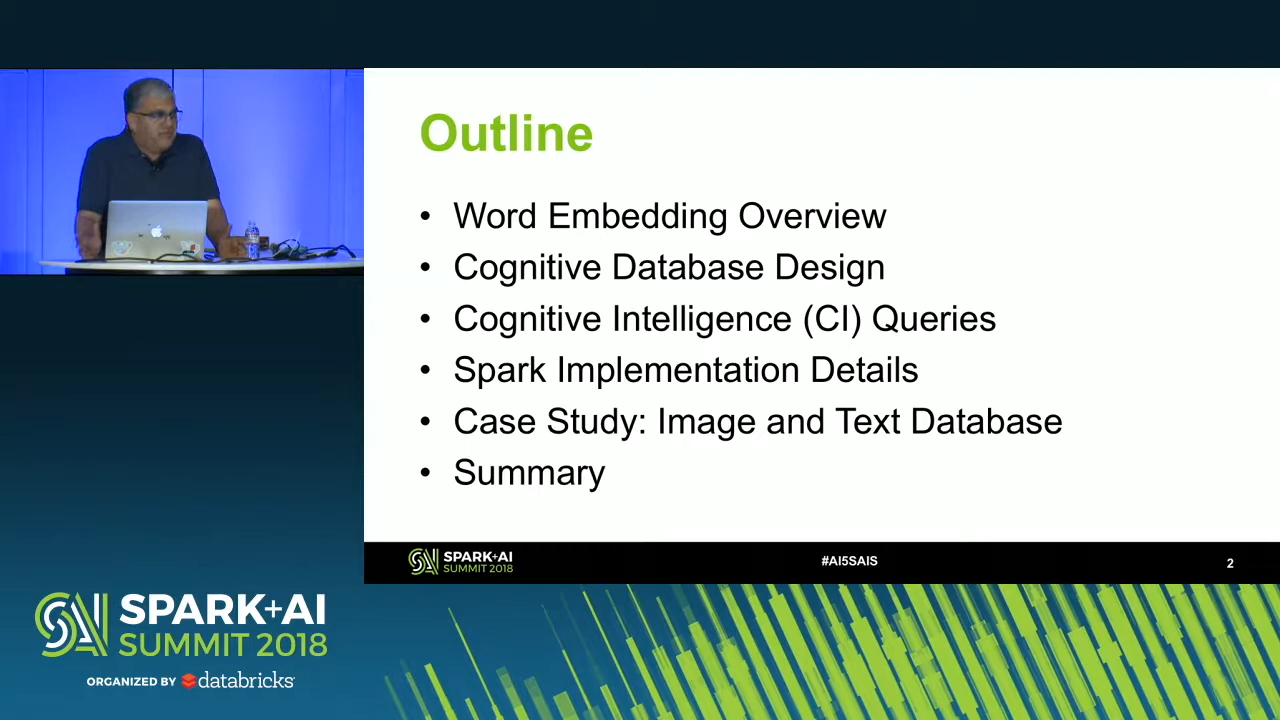 Outline
• Word Embedding Overview
• Cognitive Database Design
• Cognitive Intelligence (CI) Queries
• Spark Implementation Details
• Case Study: Image and Text Database
• Summary
SPARK+AI
SUMMIT 2018
#AI5SAIS
2
SPARK+AI
SUMMIT 2018
ORGANIZED BY databricks